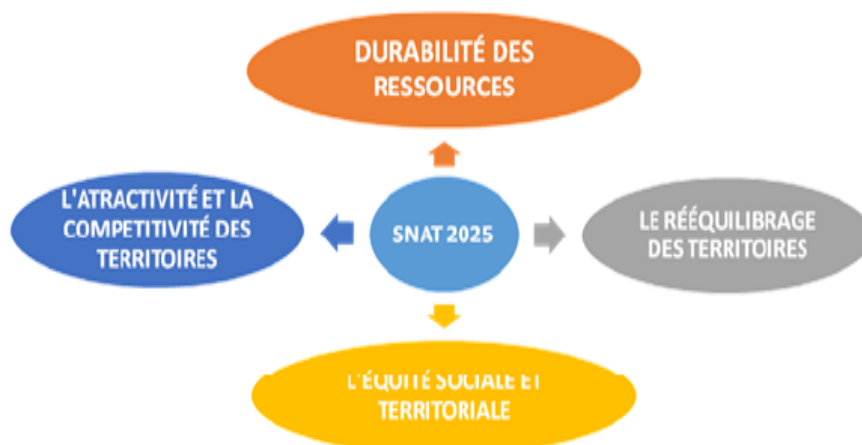 DURABILITÉ DES
RESSOURCES
L'ATRACTIVITÉ ET LA
COMPETITIVITÉ DES
TERRITOIRES
SNAT 2025
LE RÉÉQUILIBRAGE
DES TERRITOIRES
L'ÉQUITÉ SOCIALE ET
TERRITORIALE